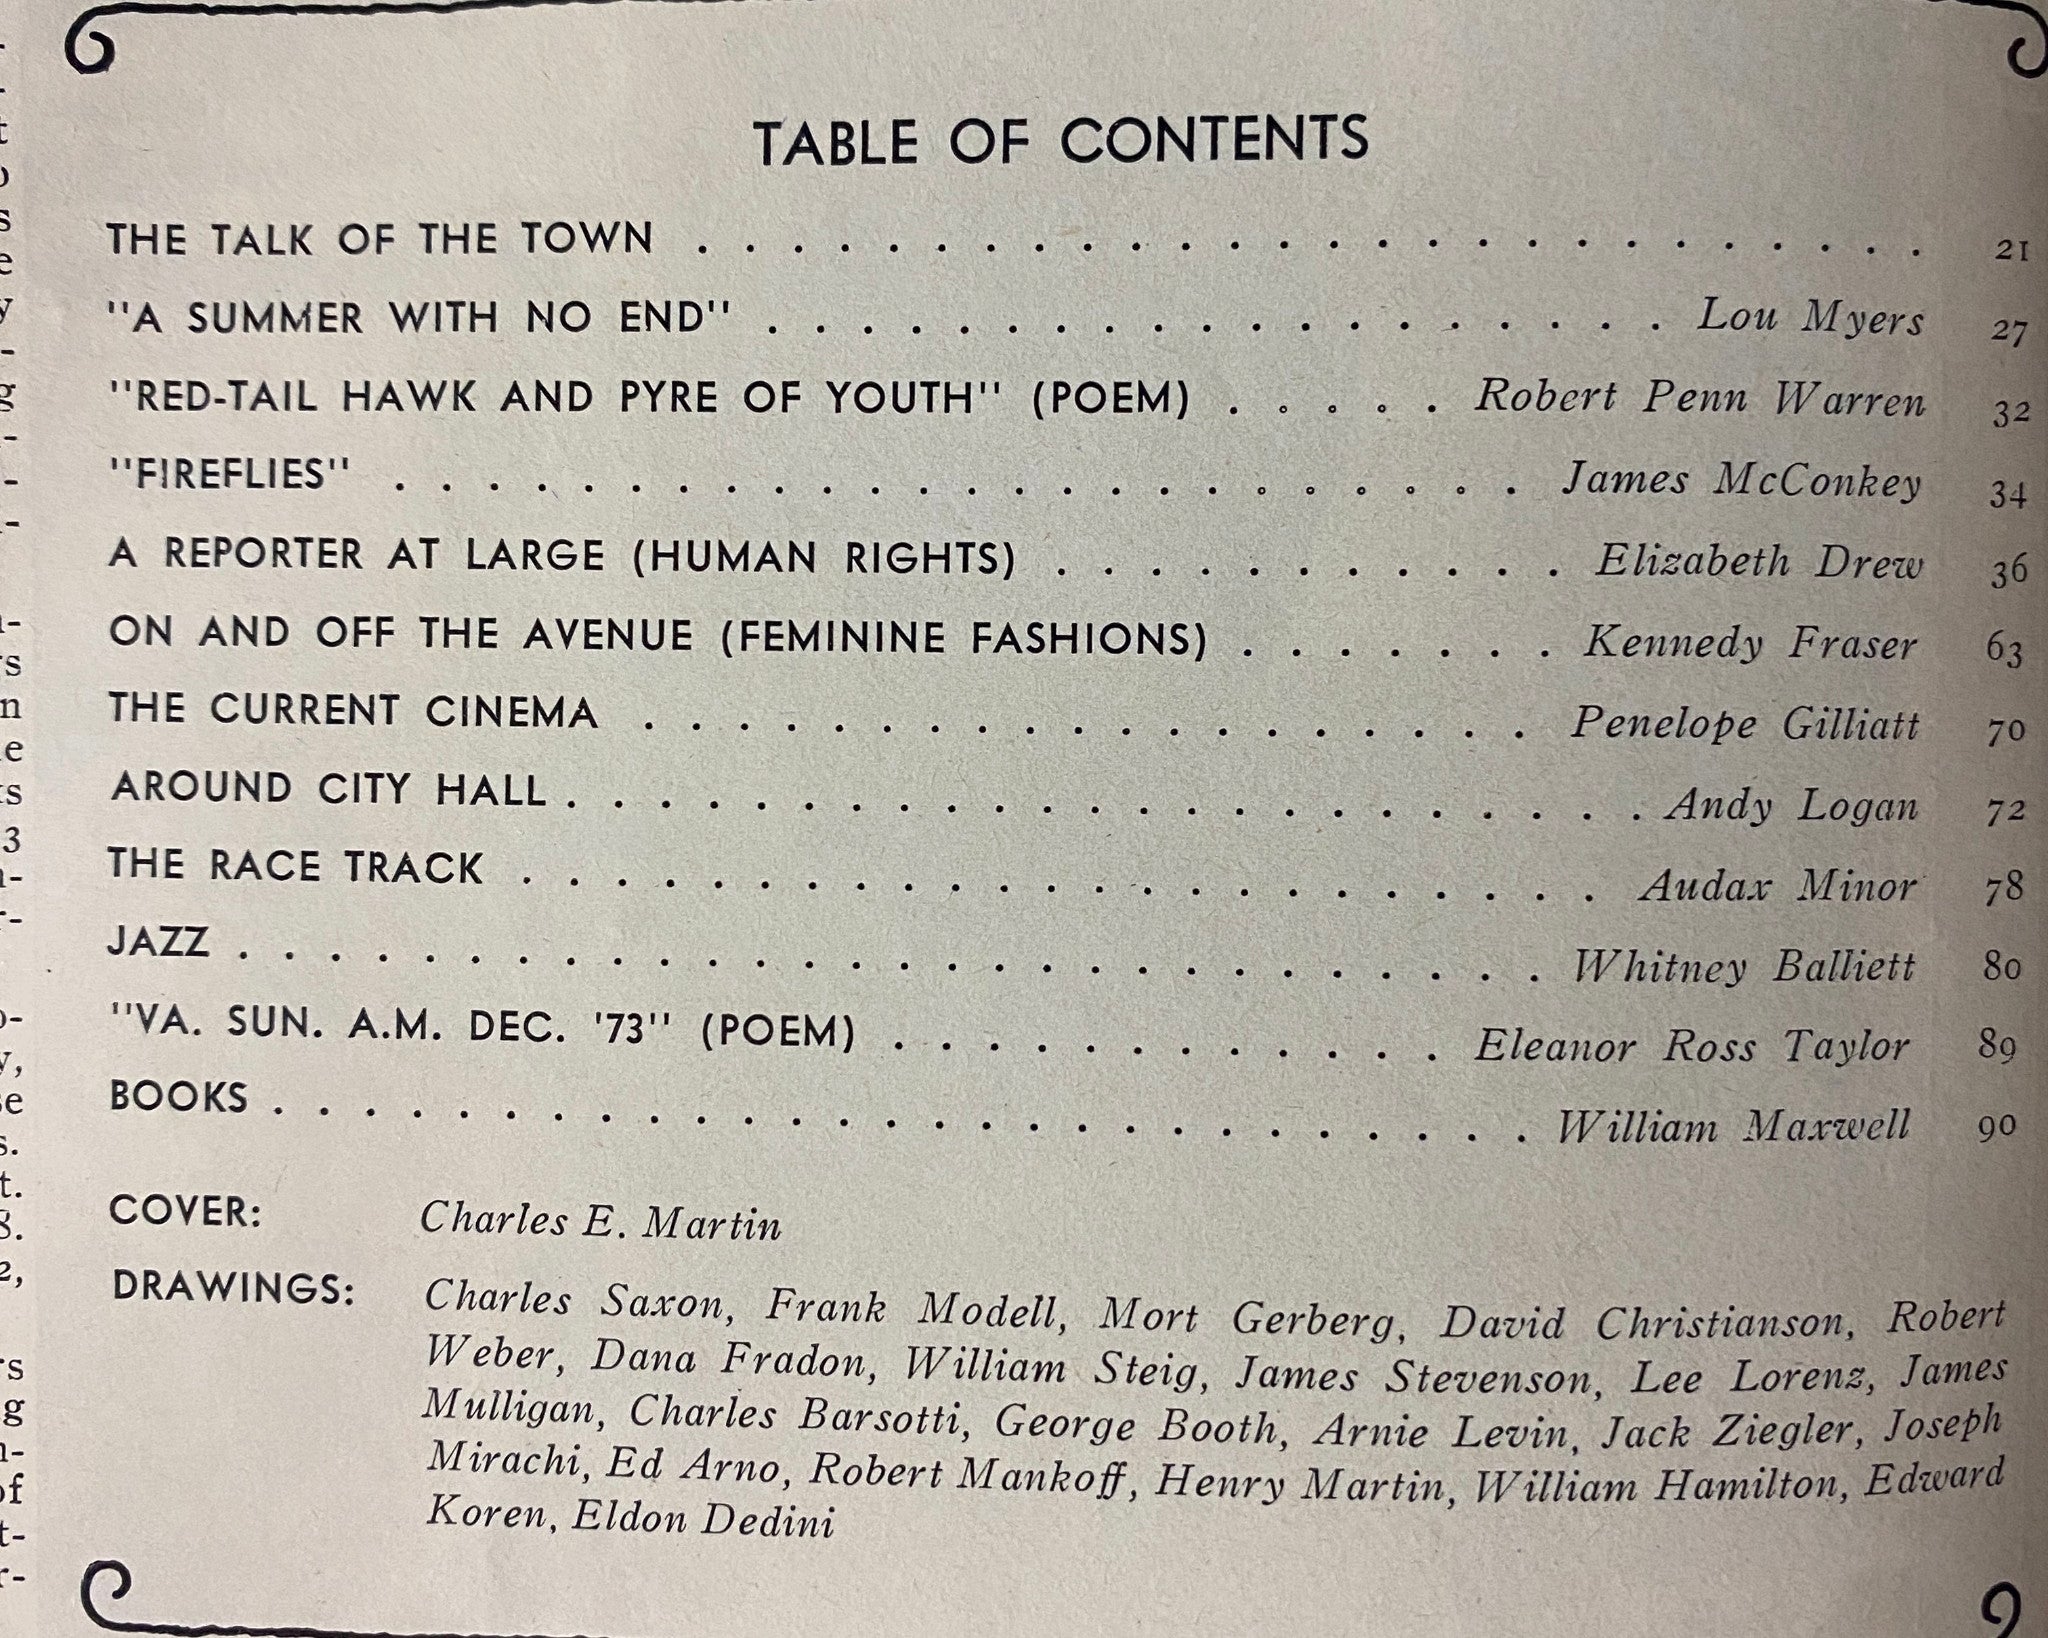 TABLE OF CONTENTS
THE TALK OF THE TOWN . . . . . . . . . . . . . . . . . . . . . . . . . . 21
"A SUMMER WITH NO END" . . . . . . . . . . . . . . . . . . . Lou Myers 27
"RED-TAIL HAWK AND PYRE OF YOUTH" (POEM) . . . . . Robert Penn Warren 32
"FIREFLIES" . . . . . . . . . . . . . . . . . . . . . . . . James McConkey 34
A REPORTER AT LARGE (HUMAN RIGHTS) . . . . . . . . . . . Elizabeth Drew 36
ON AND OFF THE AVENUE (FEMININE FASHIONS) . . . . . . . Kennedy Fraser 63
THE CURRENT CINEMA . . . . . . . . . . . . . . . . . . . Penelope Gilliatt 70
AROUND CITY HALL . . . . . . . . . . . . . . . . . . . . . . . Andy Logan 72
THE RACE TRACK . . . . . . . . . . . . . . . . . . . . . . . Audax Minor 78
JAZZ . . . . . . . . . . . . . . . . . . . . . . . . . . . . Whitney Balliett 80
"VA. SUN. A.M. DEC. '73" (POEM) . . . . . . . . . . . . Eleanor Ross Taylor 89
BOOKS . . . . . . . . . . . . . . . . . . . . . . . . . . . William Maxwell 90
COVER: Charles E. Martin
DRAWINGS: Charles Saxon, Frank Modell, Mort Gerberg, David Christianson, Robert
Weber, Dana Fradon, William Steig, James Stevenson, Lee Lorenz, James
Mulligan, Charles Barsotti, George Booth, Arnie Levin, Jack Ziegler, Joseph
Mirachi, Ed Arno, Robert Mankoff, Henry Martin, William Hamilton, Edward
Koren, Eldon Dedini